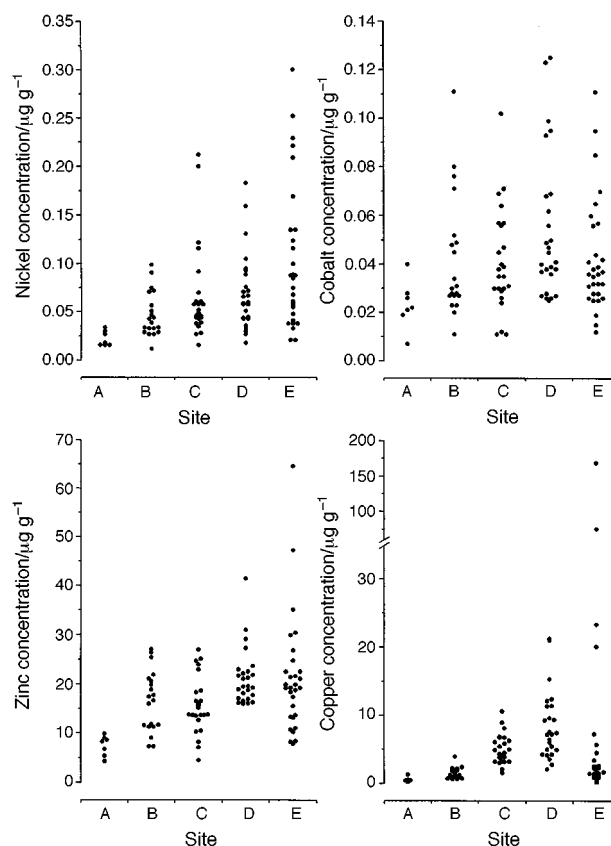 Nickel concentration/µg g⁻¹
0.35
0.30
0.25
0.20
0.15
0.10
0.05
0.00
A B C D E
Site
Cobalt concentration/µg g⁻¹
0.14
0.12
0.10
0.08
0.06
0.04
0.02
0.00
A B C D E
Site
Zinc concentration/µg g⁻¹
70
60
50
40
30
20
10
0
A B C D E
Site
Copper concentration/µg g⁻¹
200
175
150
100
75
50
30
20
10
0
A B C D E
Site